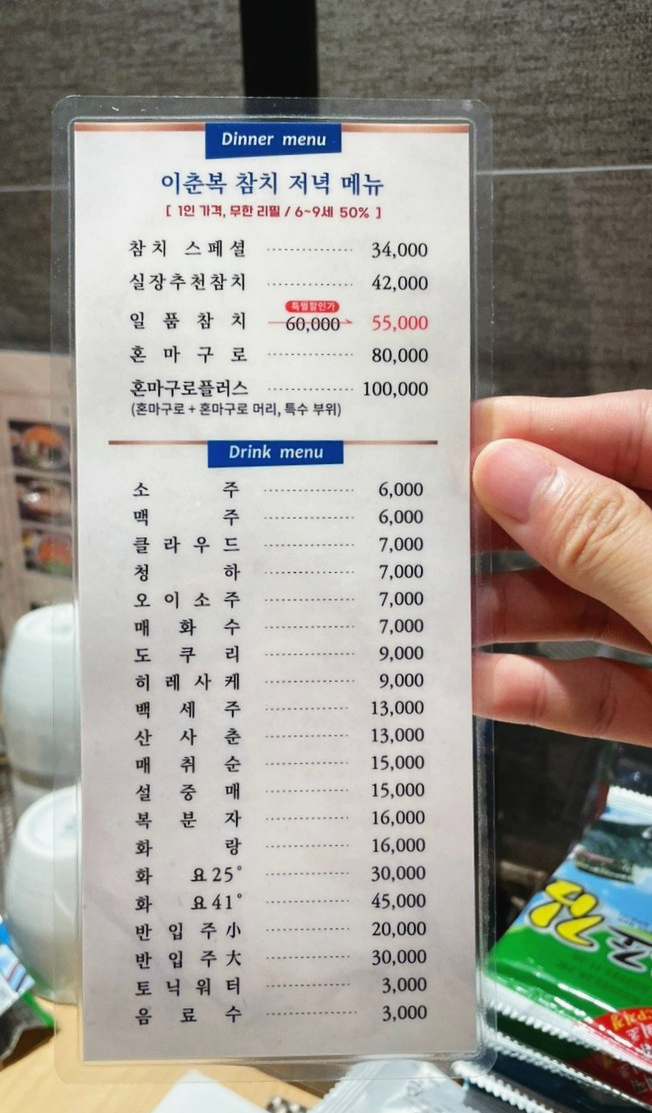 Dinner menu
이춘복 참치 저녁 메뉴
[ 1인 가격, 무한 리필 / 6~9세 50% ]
참치 스페셜 34,000
실장추천참치 42,000
특별할인가
일품참치 60,000 55,000
혼마구로 80,000
혼마구로플러스 100,000
(혼마구로 + 혼마구로 머리, 특수 부위)
Drink menu
소주 6,000
맥주 6,000
클라우드 7,000
청하 7,000
오이소주 7,000
매화수 7,000
도쿠리 9,000
히레사케 9,000
백세주 13,000
산사춘 13,000
매취순 15,000
설중매 15,000
복분자 16,000
화랑 16,000
화요25° 30,000
화요41° 45,000
반입주小 20,000
반입주大 30,000
토닉워터 3,000
음료수 3,000